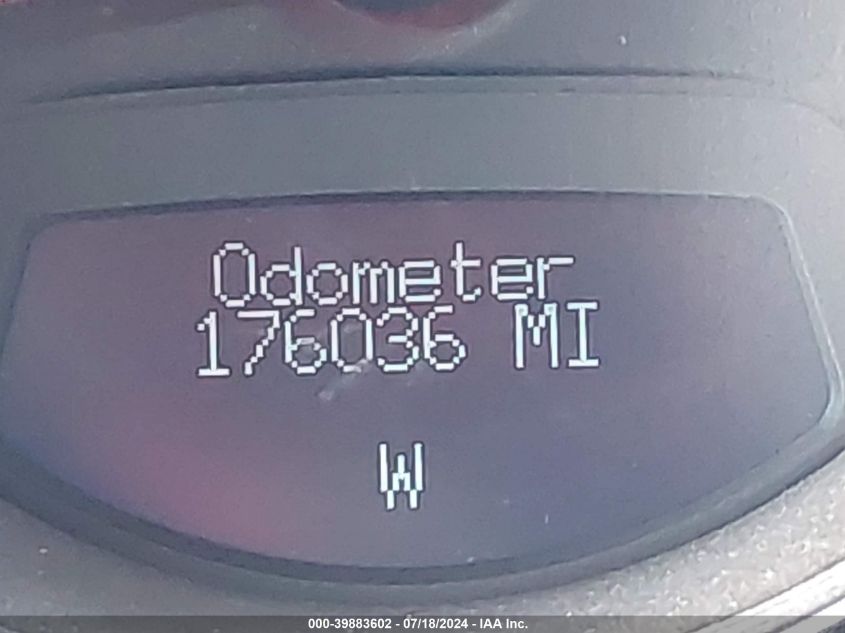 Odometer
176036 MI
W
000-39883602 - 07/18/2024 - IAA Inc.